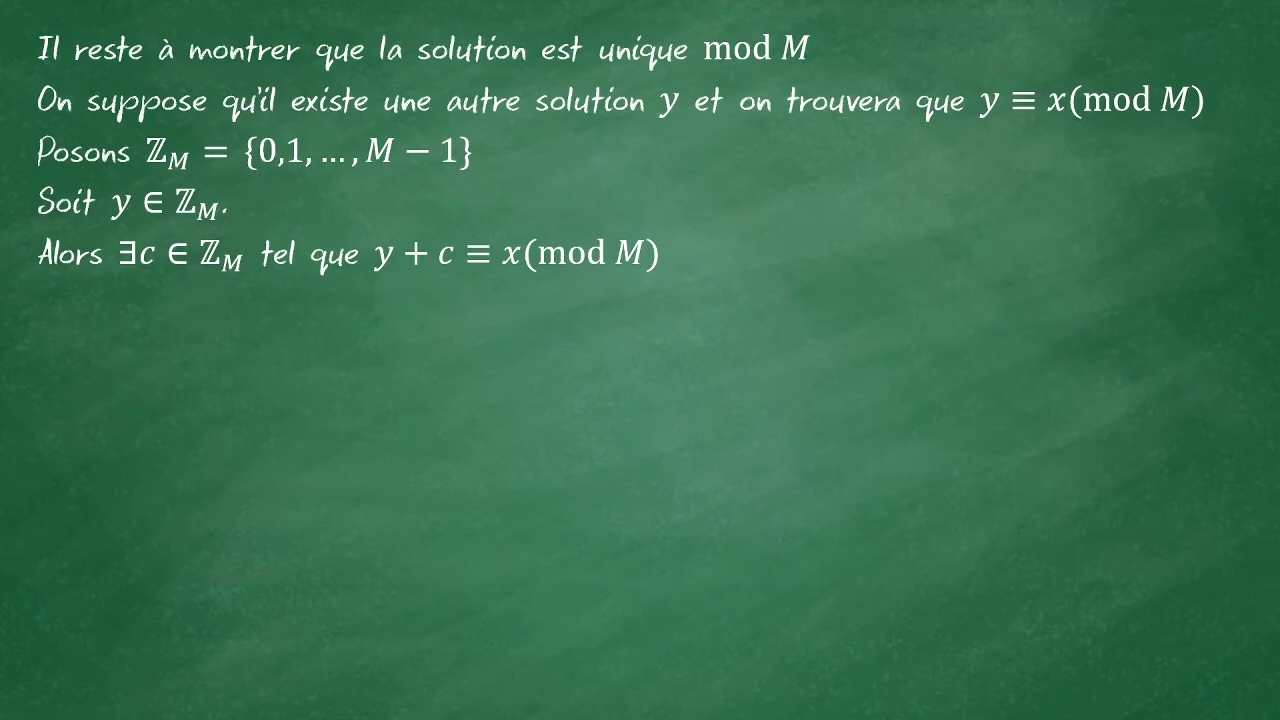 Il reste à montrer que la solution est unique mod M
On suppose qu'il existe une autre solution y et on trouvera que y ≡ x(mod M)
Posons ℤ_M = {0,1, … , M − 1}
Soit y ∈ ℤ_M.
Alors ∃c ∈ ℤ_M tel que y + c ≡ x(mod M)